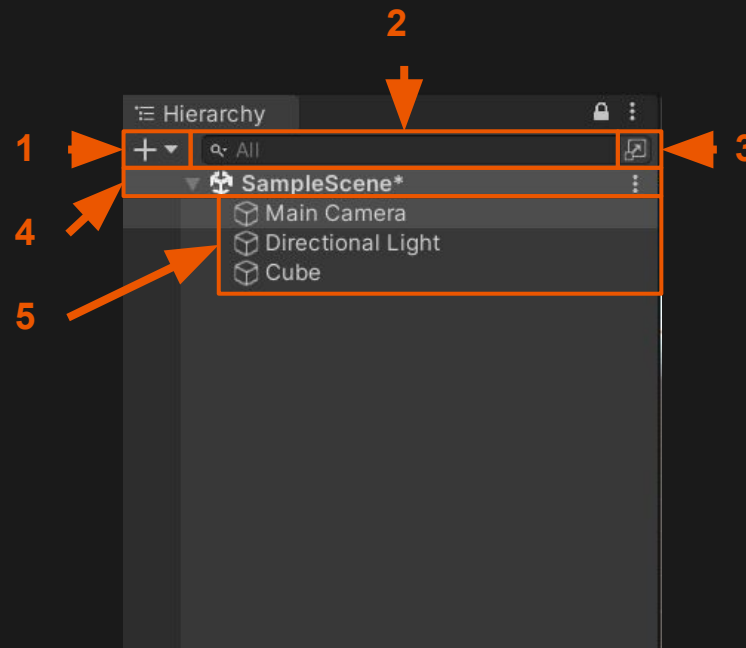 2
Hierarchy
1
All
3
SampleScene*
4
Main Camera
Directional Light
Cube
5